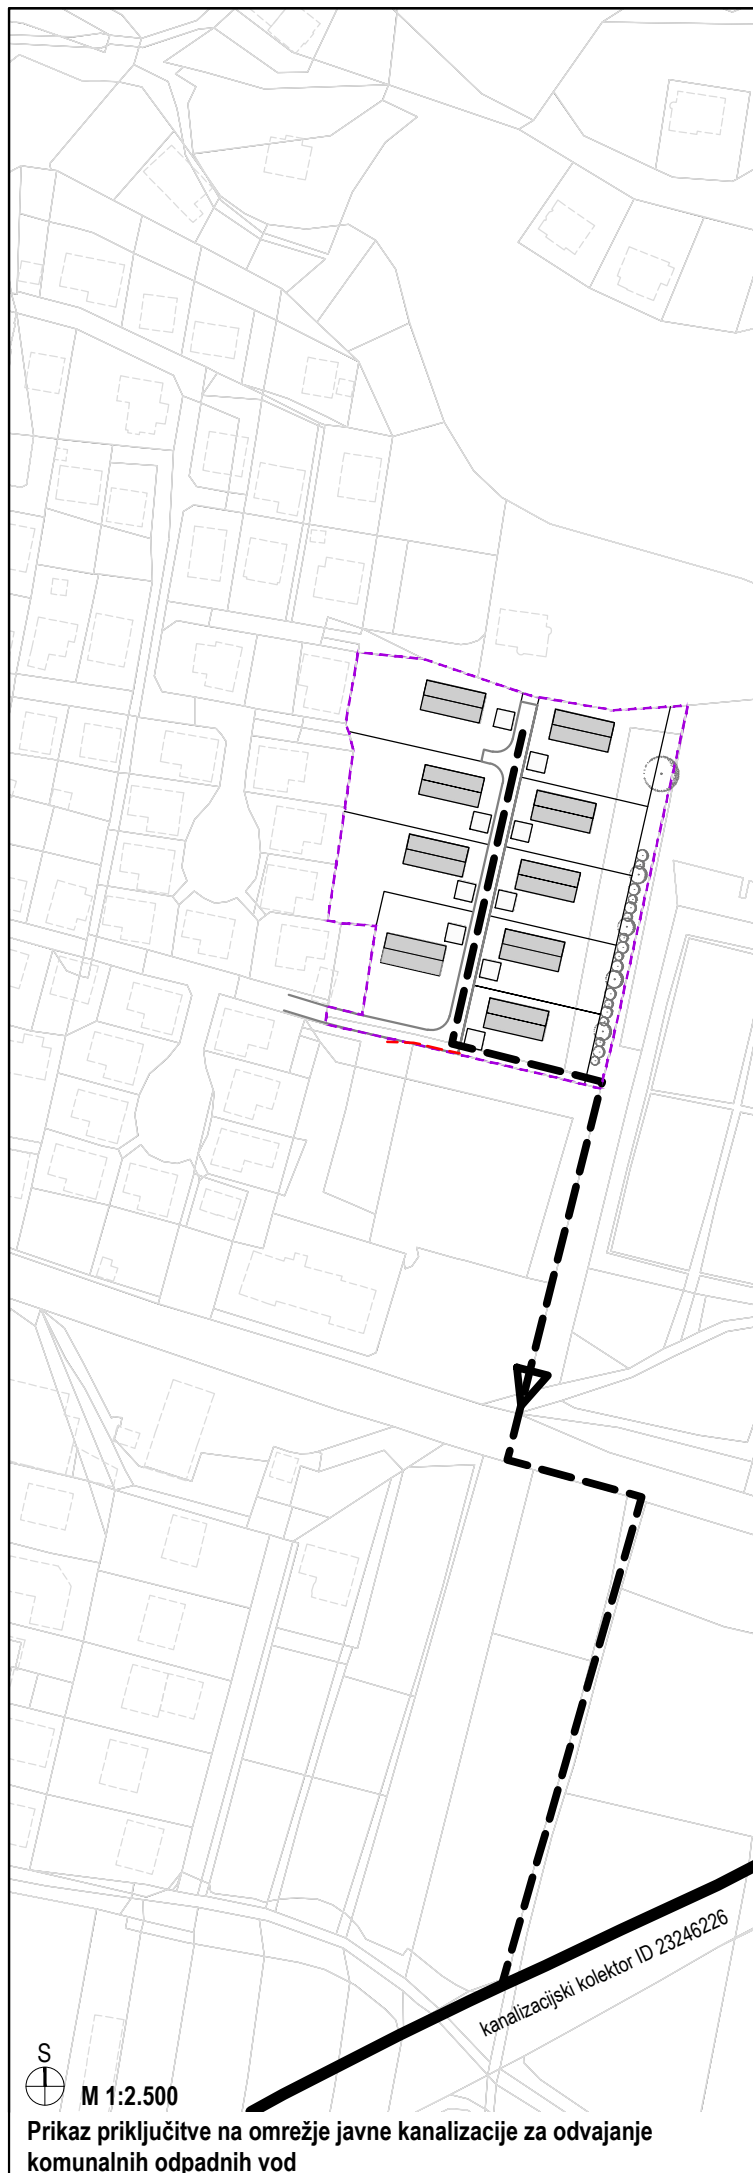 kanalizacijski kolektor ID 23246226
S
M 1:2.500
Prikaz priključitve na omrežje javne kanalizacije za odvajanje
komunalnih odpadnih vod